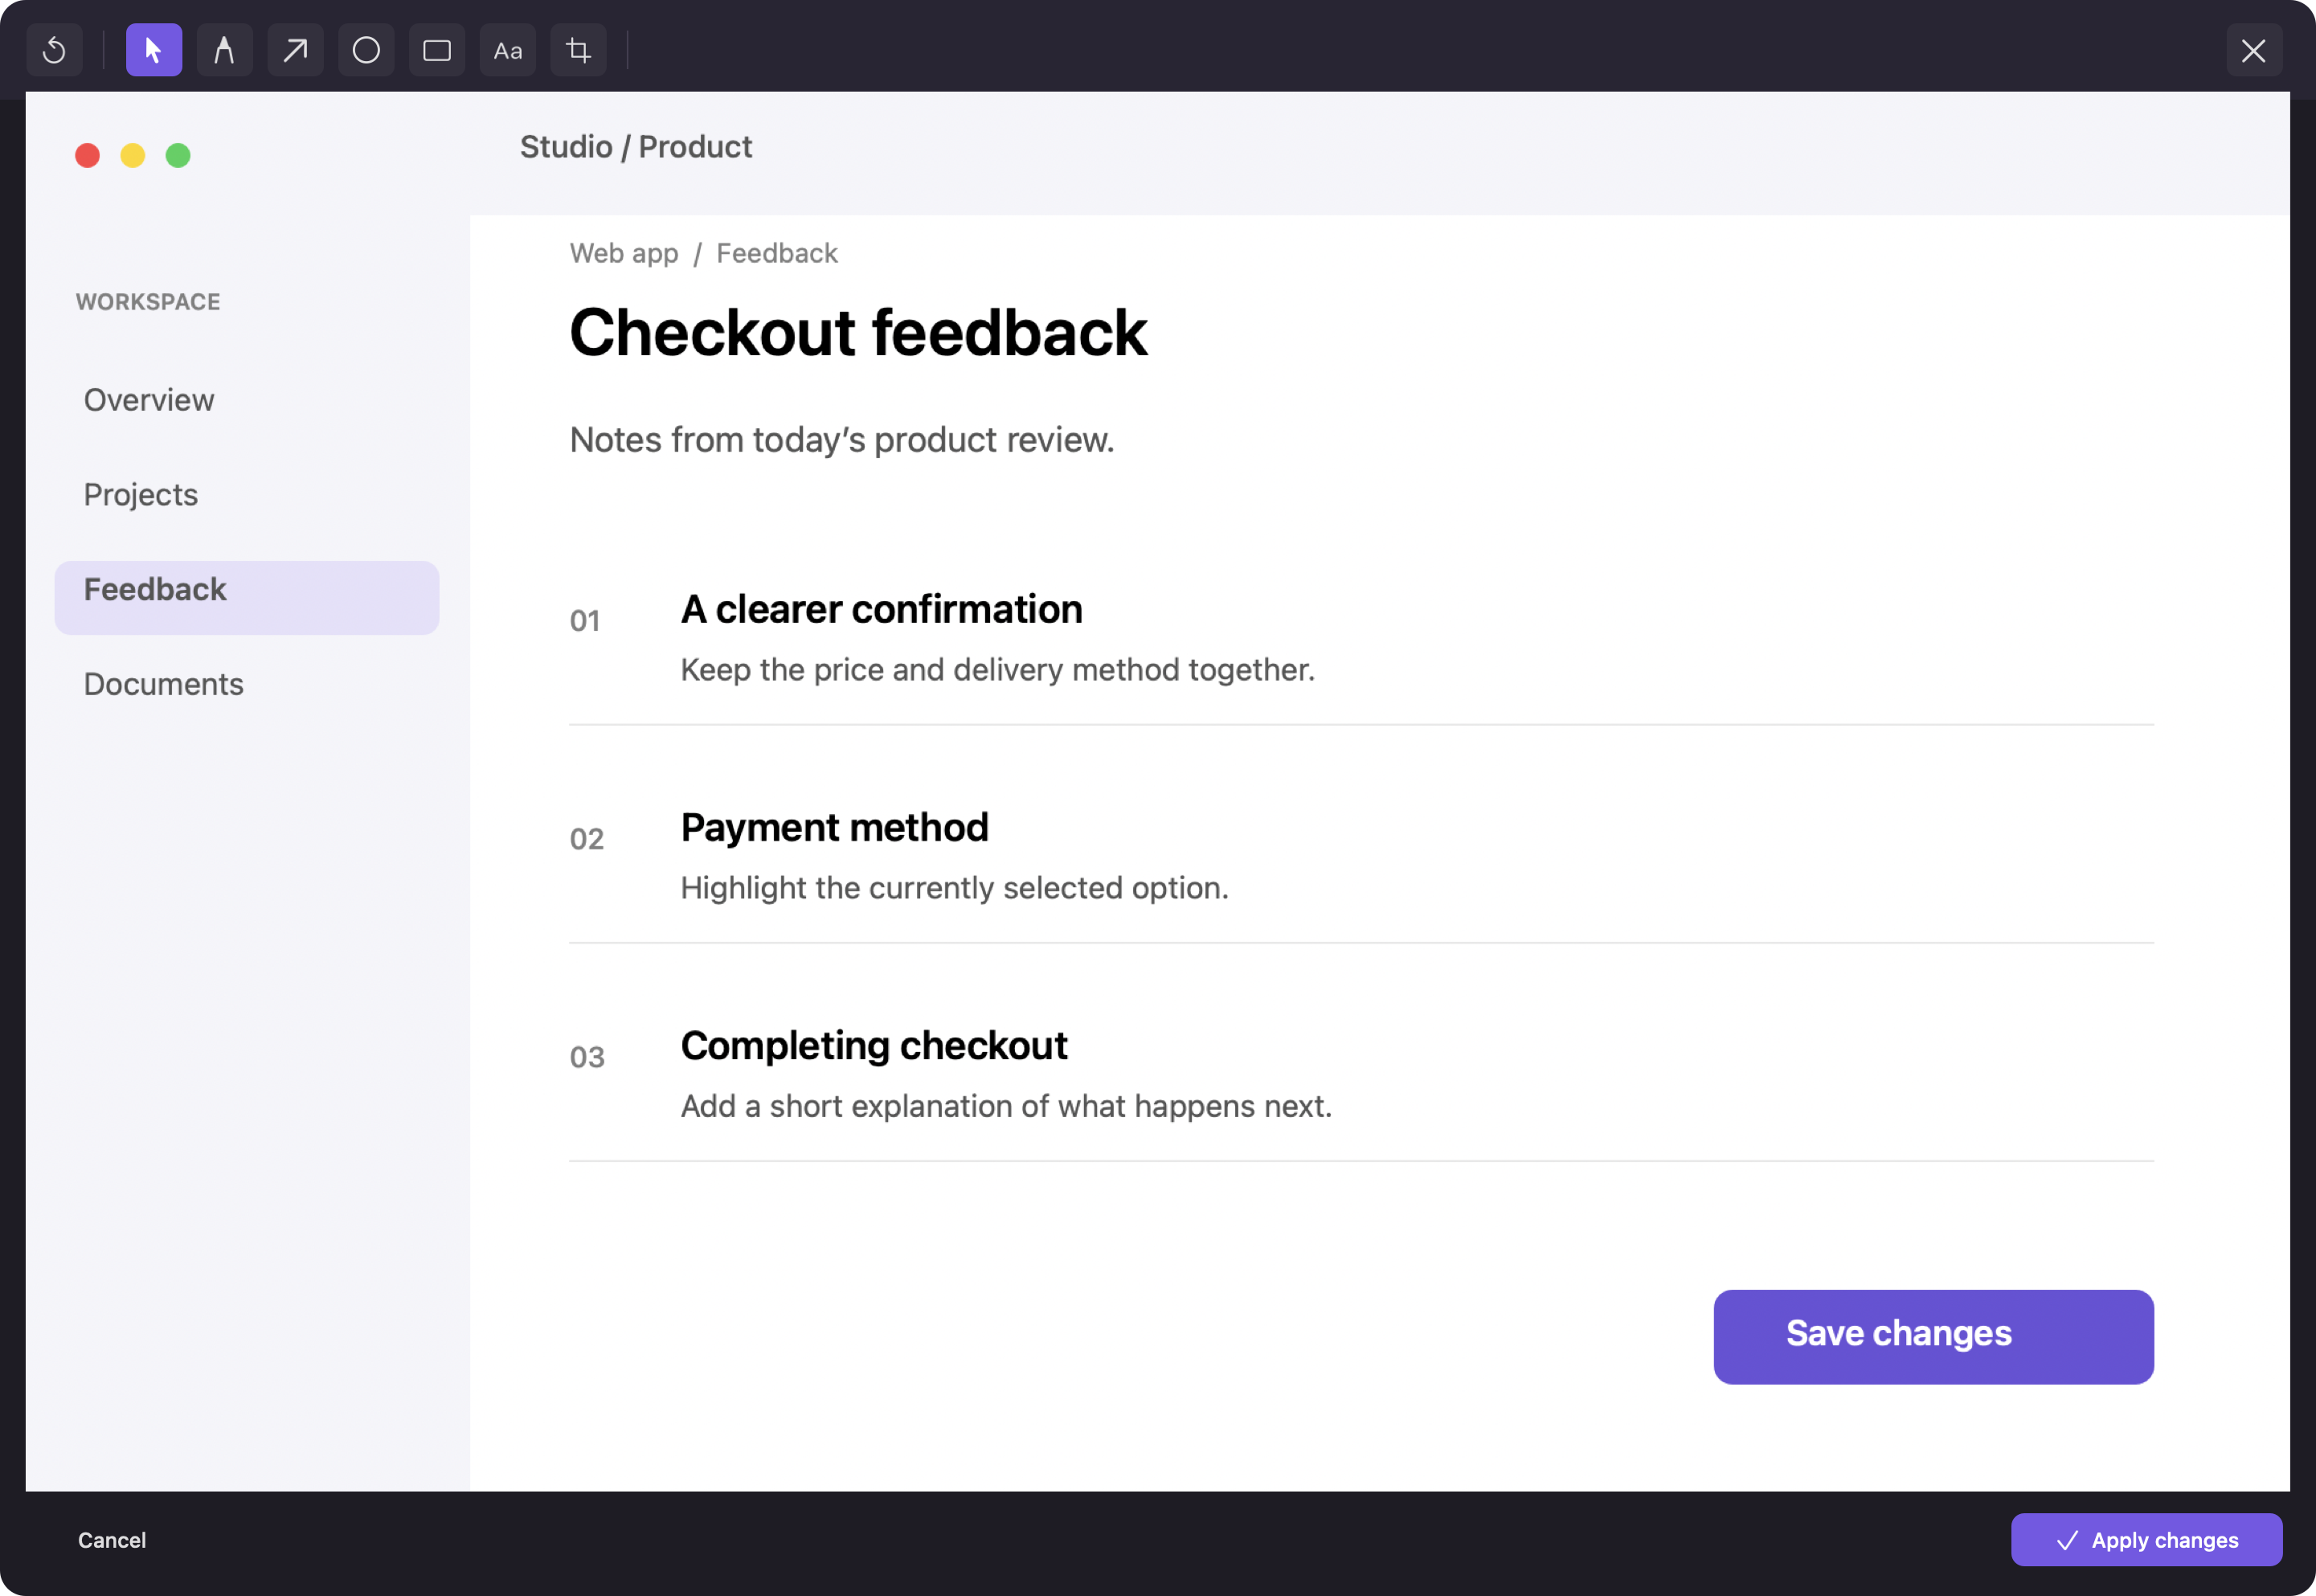 Aa
Studio / Product
WORKSPACE
Overview
Projects
Feedback
Documents
Web app / Feedback
Checkout feedback
Notes from today’s product review.
01
A clearer confirmation
Keep the price and delivery method together.
02
Payment method
Highlight the currently selected option.
03
Completing checkout
Add a short explanation of what happens next.
Save changes
Cancel
Apply changes